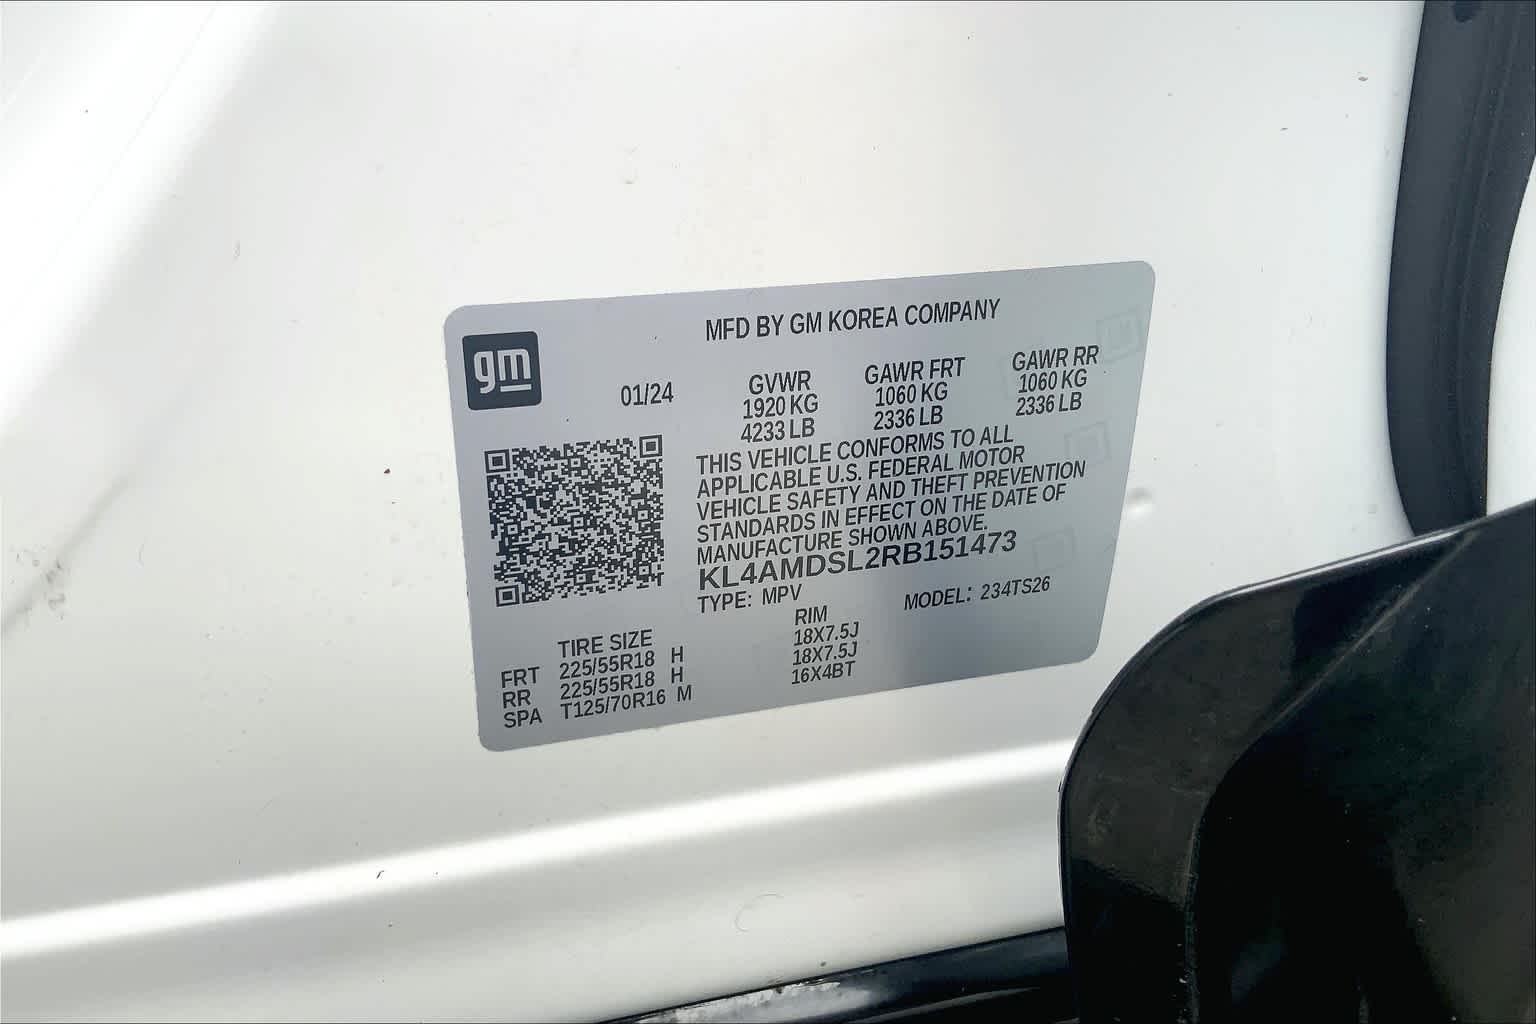 MFD BY GM KOREA COMPANY
gm
01/24
GVWR GAWR FRT GAWR RR
1920 KG 1060 KG 1060 KG
4233 LB 2336 LB 2336 LB
THIS VEHICLE CONFORMS TO ALL
APPLICABLE U.S. FEDERAL MOTOR
VEHICLE SAFETY AND THEFT PREVENTION
STANDARDS IN EFFECT ON THE DATE OF
MANUFACTURE SHOWN ABOVE.
KL4AMDSL2RB151473
TYPE: MPV MODEL: 234TS26
TIRE SIZE RIM
FRT 225/55R18 H 18X7.5J
RR 225/55R18 H 18X7.5J
SPA T125/70R16 M 16X4BT